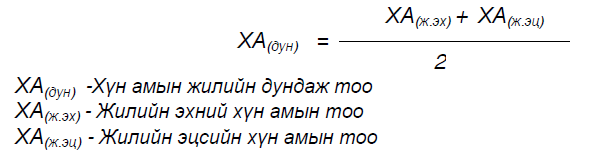 ХА(ж.эх) + ХА(ж.эц)
ХА(дун) =
2
ХА(дун) -Хүн амын жилийн дундаж тоо
ХА(ж.эх) - Жилийн эхний хүн амын тоо
ХА(ж.эц) - Жилийн эцсийн хүн амын тоо